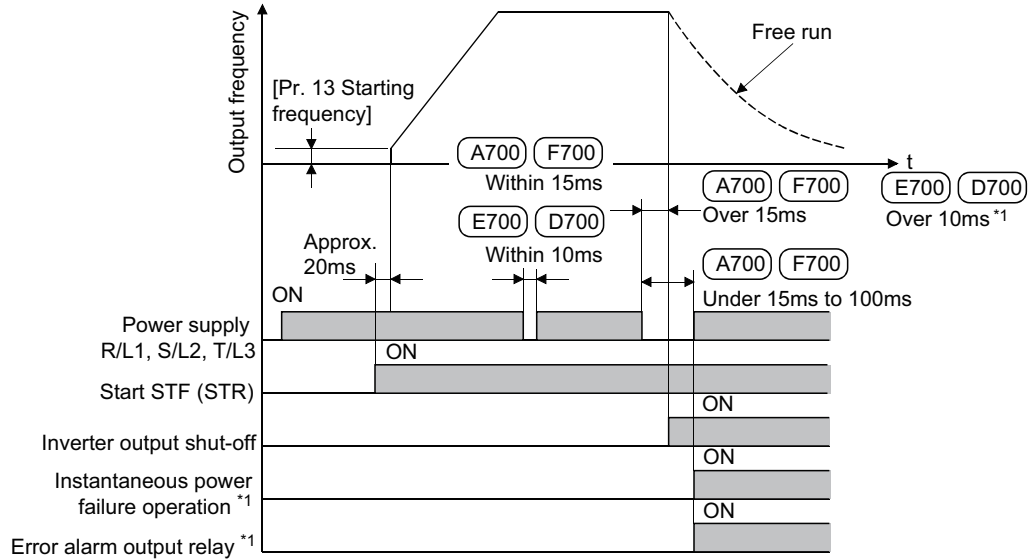 Output frequency
Free run
[Pr. 13 Starting
frequency]
t
A700 F700
Within 15ms
A700 F700
Over 15ms
E700 D700
Over 10ms *1
E700 D700
Within 10ms
Approx.
20ms
A700 F700
Under 15ms to 100ms
ON
Power supply
R/L1, S/L2, T/L3
ON
Start STF (STR)
ON
Inverter output shut-off
ON
Instantaneous power
failure operation *1
ON
Error alarm output relay *1